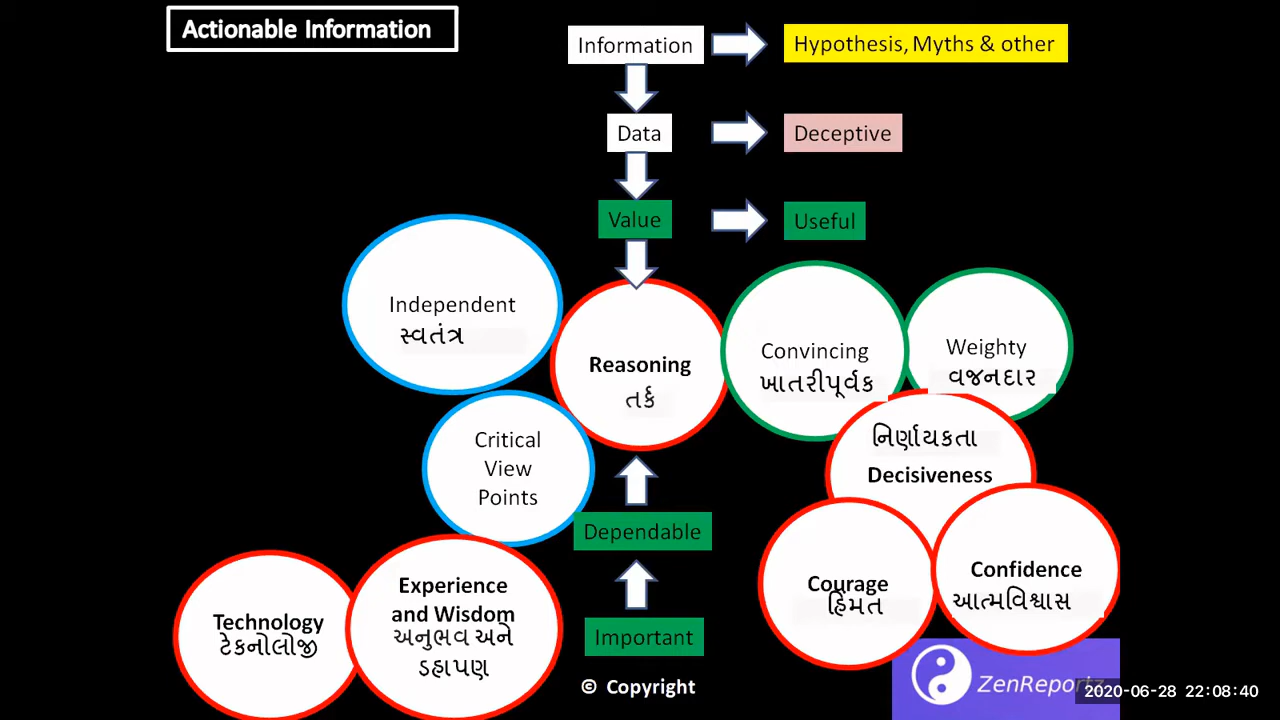 Actionable Information
Information
Hypothesis, Myths & other
Data
Deceptive
Value
Useful
Independent
સ્વતંત્ર
Reasoning
તર્ક
Convincing
ખાતરીપૂર્વક
Weighty
વજનદાર
Critical
View
Points
નિર્ણાયકતા
Decisiveness
Dependable
Experience
and Wisdom
અનુભવ અને
ડહાપણ
Technology
ટેકનોલોજી
Important
Courage
હિંમત
Confidence
આત્મવિશ્વાસ
© Copyright
ZenReportz
2020-06-28 22:08:40